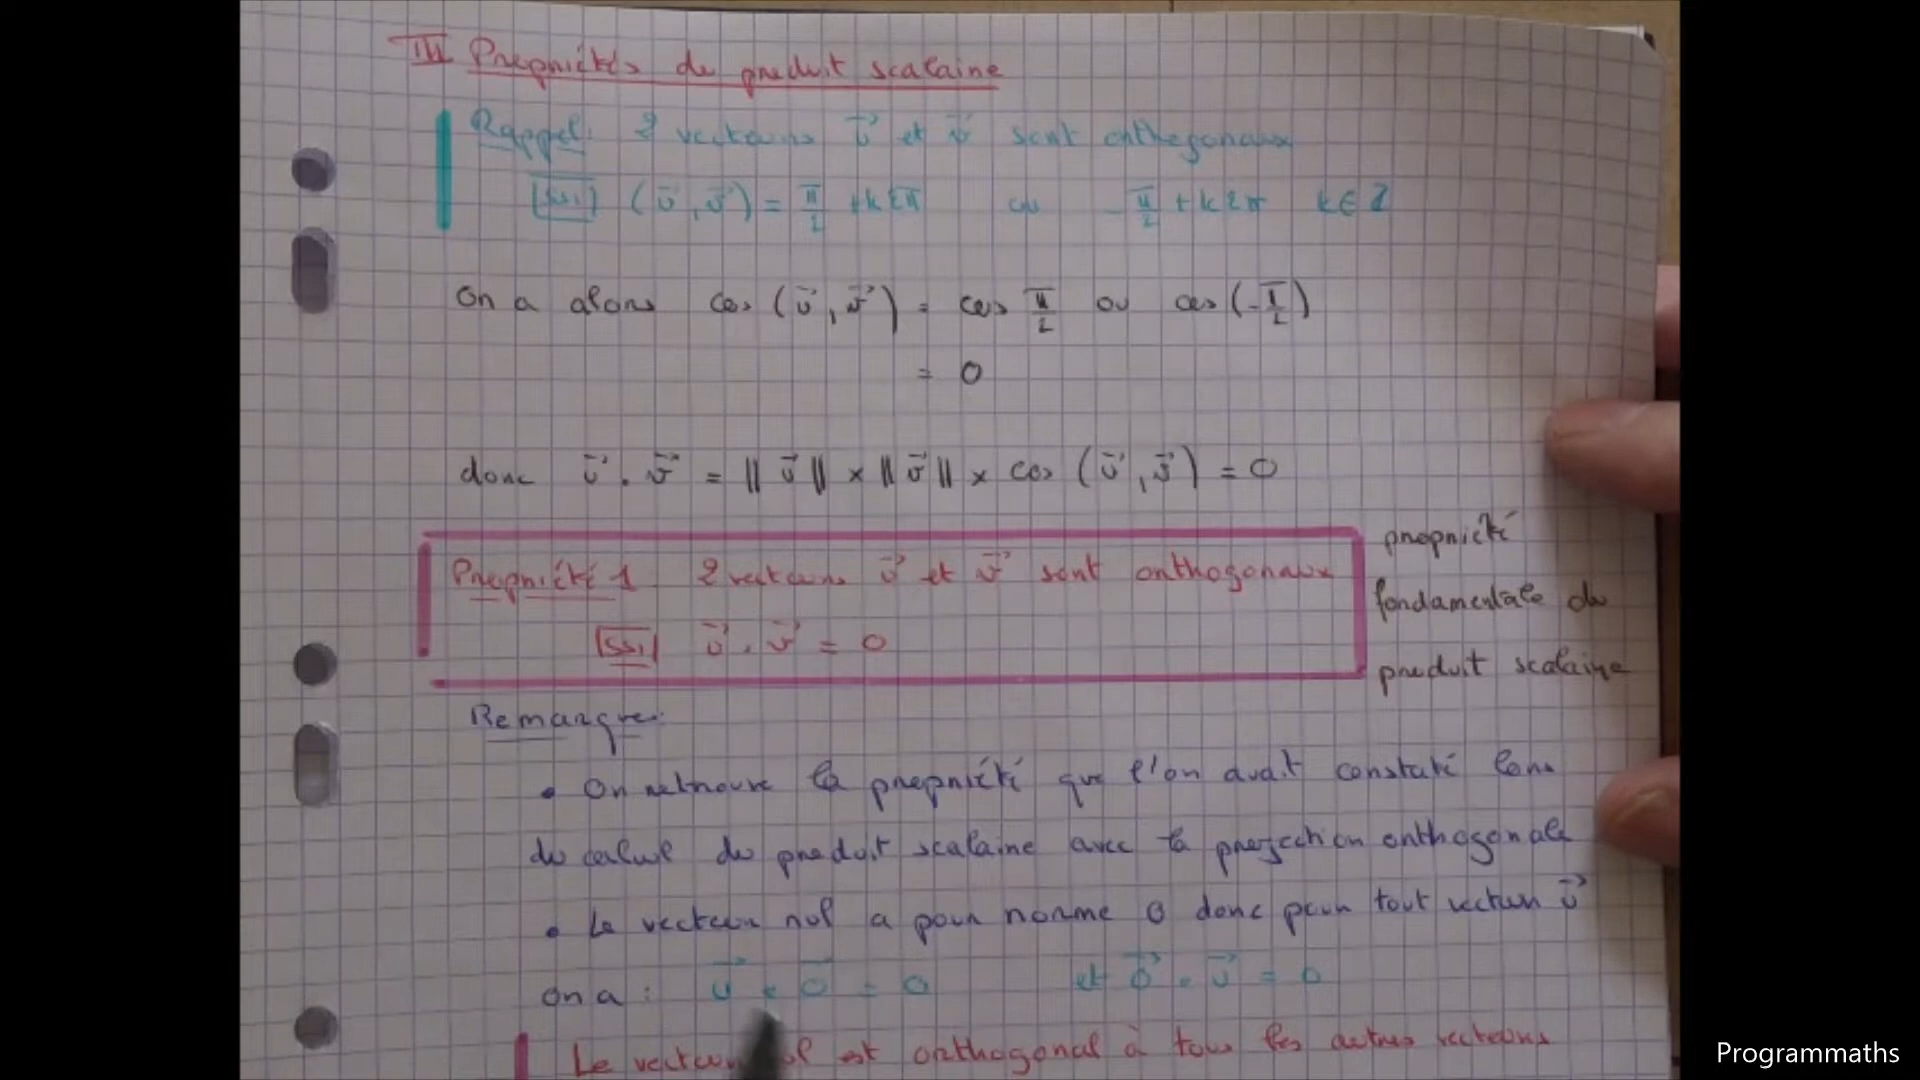 III Propriétés du produit scalaire
Rappel: 2 vecteurs u⃗ et v⃗ sont orthogonaux
ssi (u⃗, v⃗) = π/2 + k2π ou -π/2 + k2π k ∈ Z
On a alors cos (u⃗, v⃗) = cos π/2 ou cos (-π/2)
= 0
donc u⃗ . v⃗ = ‖u⃗‖ × ‖v⃗‖ × cos (u⃗, v⃗) = 0
Propriété 1 2 vecteurs u⃗ et v⃗ sont orthogonaux
ssi u⃗ . v⃗ = 0
propriété
fondamentale du
produit scalaire
Remarque:
• On retrouve la propriété que l'on avait constaté lors
du calcul du produit scalaire avec la projection orthogonale
• Le vecteur nul a pour norme 0 donc pour tout vecteur u⃗
on a : u⃗ . 0⃗ = 0 et 0⃗ . u⃗ = 0
Le vecteur nul est orthogonal à tous les autres vecteurs
Programmaths